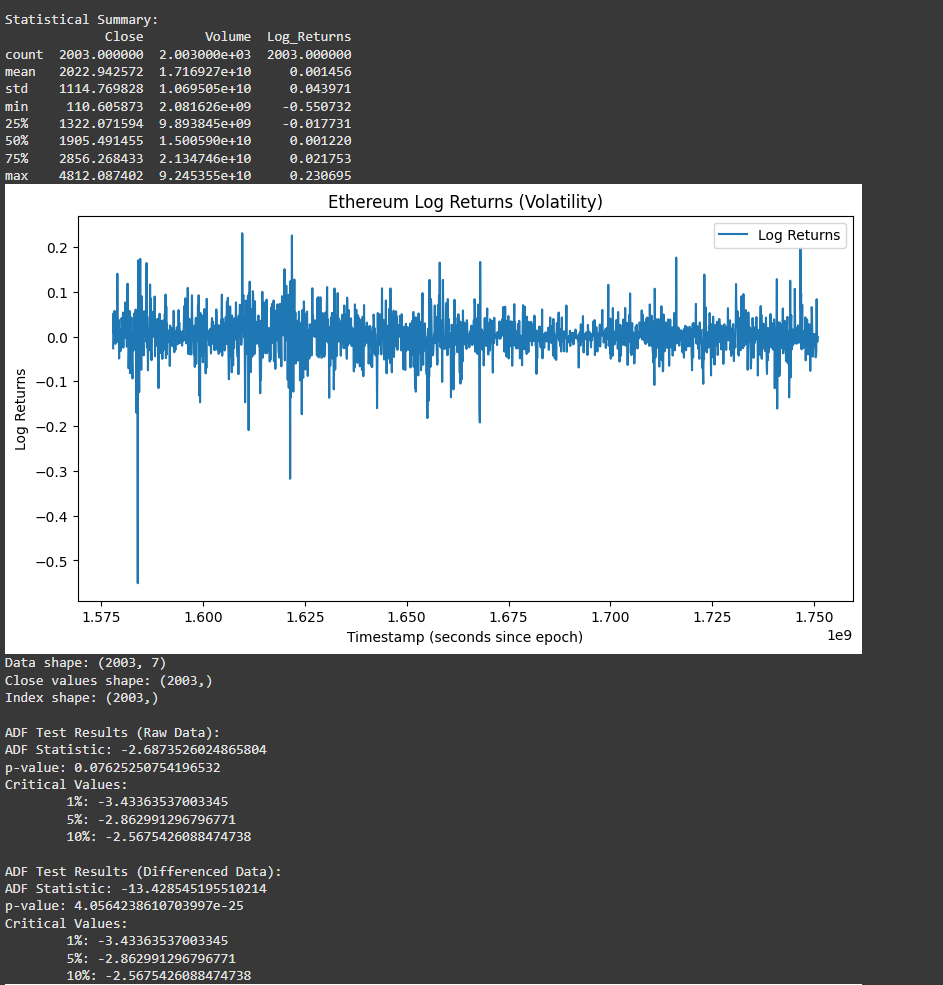 Statistical Summary:
Close Volume Log_Returns
count 2003.000000 2.003000e+03 2003.000000
mean 2022.942572 1.716927e+10 0.001456
std 1114.769828 1.069505e+10 0.043971
min 110.605873 2.081626e+09 -0.550732
25% 1322.071594 9.893845e+09 -0.017731
50% 1905.491455 1.500590e+10 0.001220
75% 2856.268433 2.134746e+10 0.021753
max 4812.087402 9.245355e+10 0.230695
Ethereum Log Returns (Volatility)
Log Returns
0.2
0.1
0.0
−0.1
−0.2
−0.3
−0.4
−0.5
Log Returns
1.575 1.600 1.625 1.650 1.675 1.700 1.725 1.750
1e9
Timestamp (seconds since epoch)
Data shape: (2003, 7)
Close values shape: (2003,)
Index shape: (2003,)
ADF Test Results (Raw Data):
ADF Statistic: -2.6873526024865804
p-value: 0.07625250754196532
Critical Values:
1%: -3.43363537003345
5%: -2.862991296796771
10%: -2.5675426088474738
ADF Test Results (Differenced Data):
ADF Statistic: -13.428545195510214
p-value: 4.0564238610703997e-25
Critical Values:
1%: -3.43363537003345
5%: -2.862991296796771
10%: -2.5675426088474738